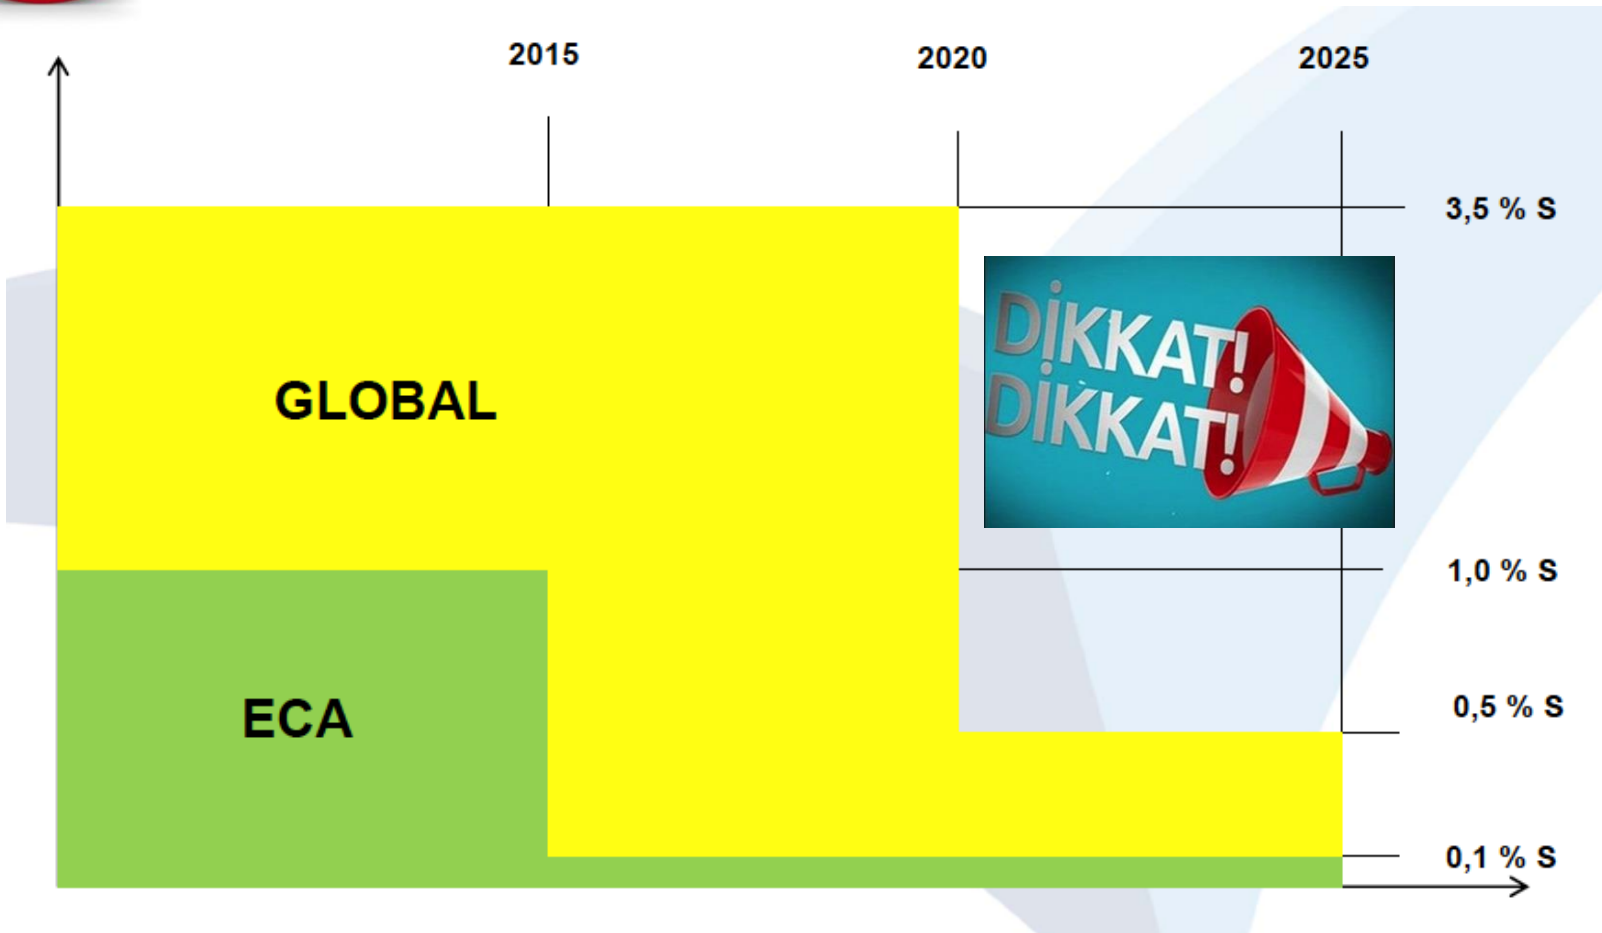 2015
2020
2025
3,5 % S
DİKKAT!
DİKKAT!
GLOBAL
1,0 % S
ECA
0,5 % S
0,1 % S